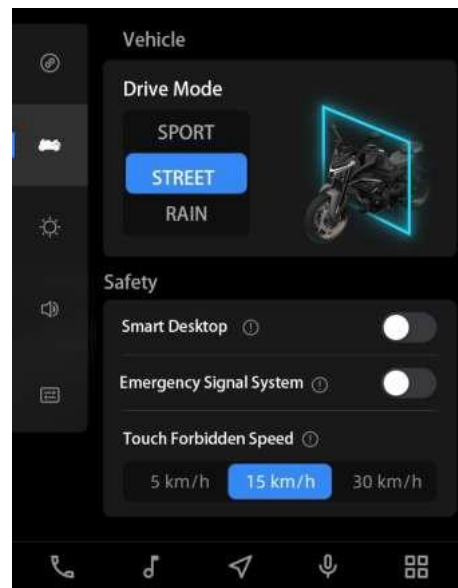 Vehicle
Drive Mode
SPORT
STREET
RAIN
Safety
Smart Desktop
Emergency Signal System
Touch Forbidden Speed
5 km/h 15 km/h 30 km/h